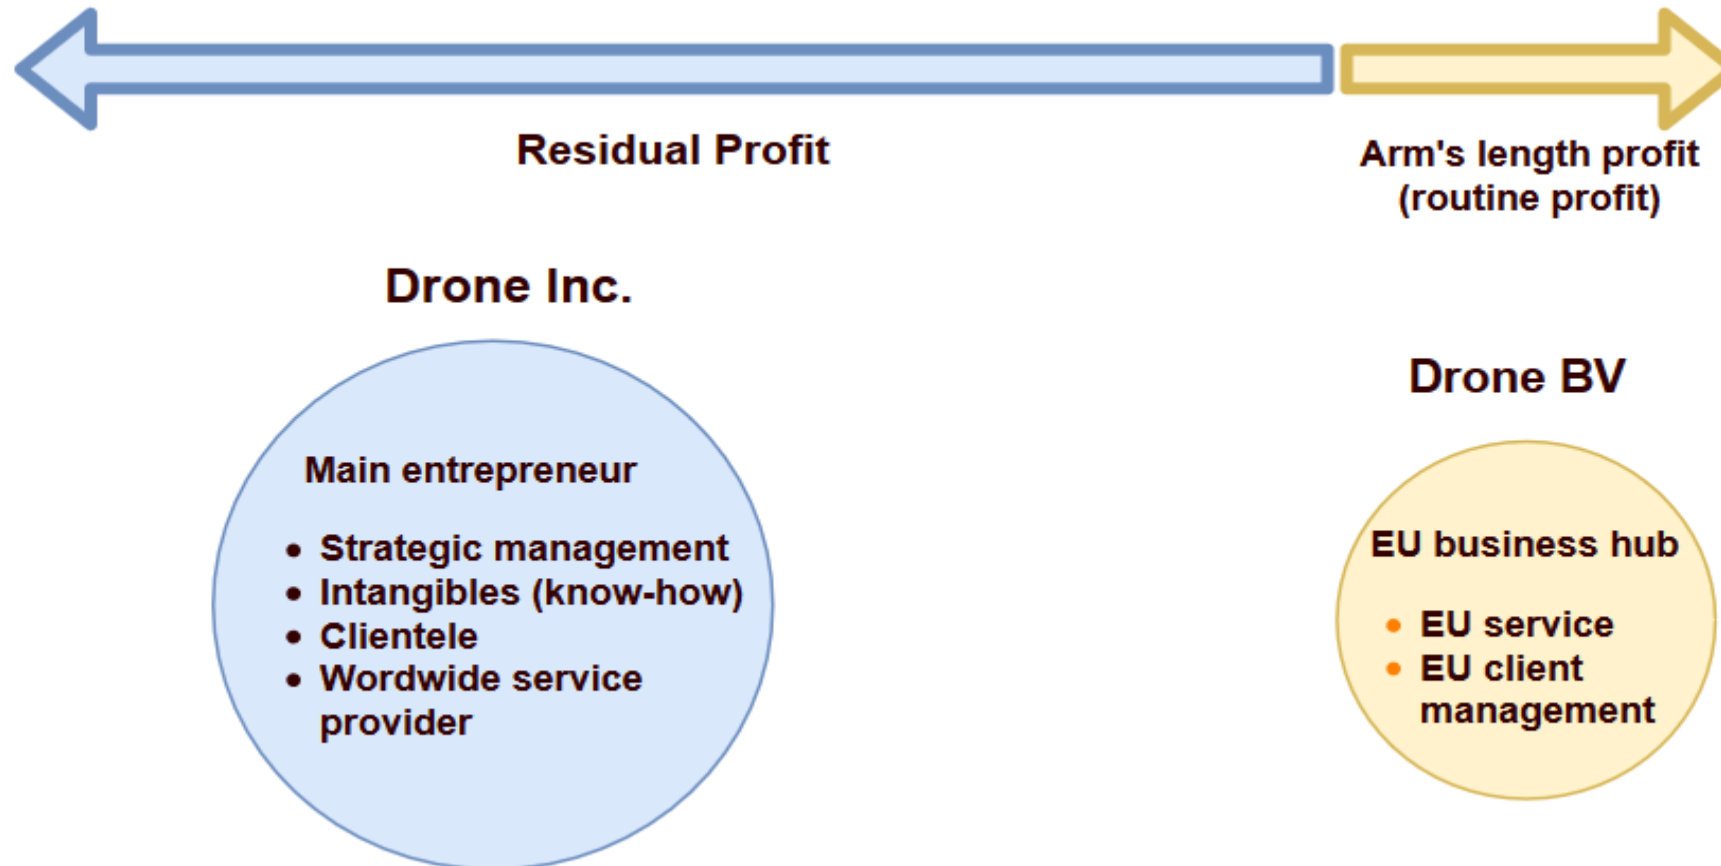 Residual Profit
Arm's length profit
(routine profit)
Drone Inc.
Main entrepreneur
• Strategic management
• Intangibles (know-how)
• Clientele
• Wordwide service
provider
Drone BV
EU business hub
• EU service
• EU client
management